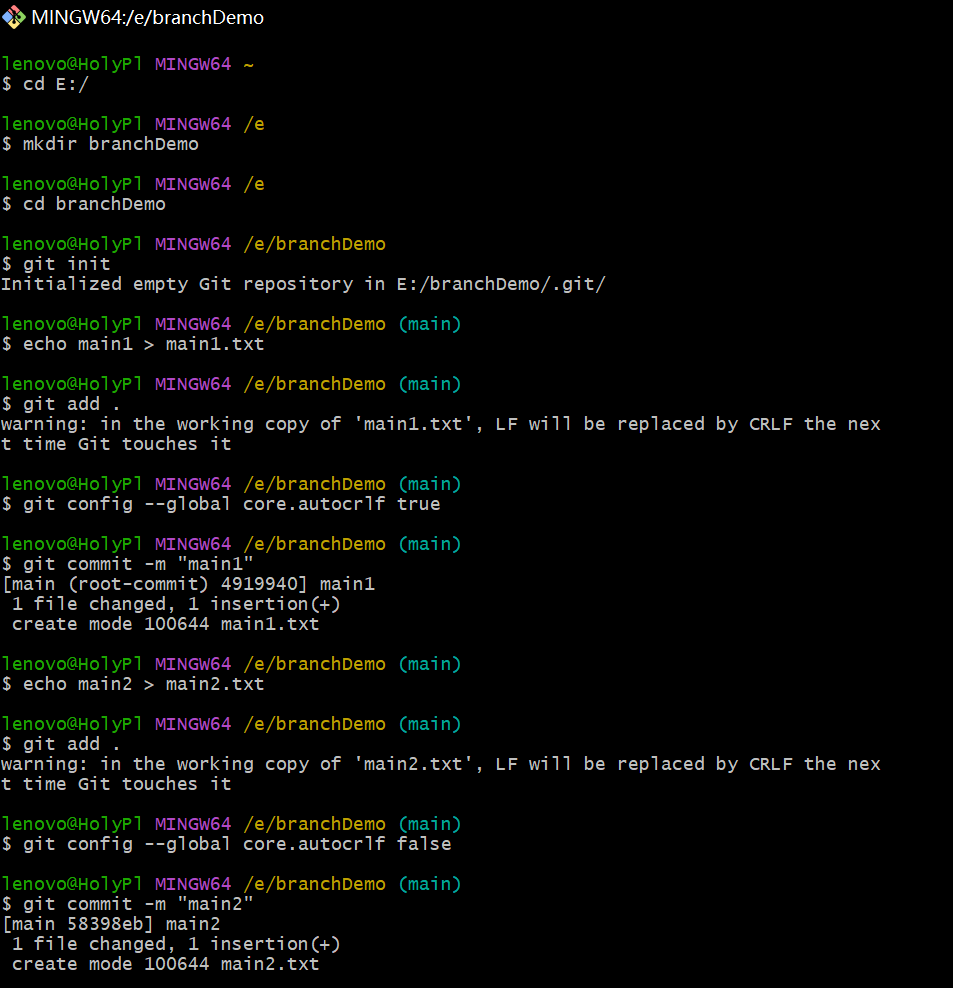 MINGW64:/e/branchDemo
lenovo@HolyPl MINGW64 ~
$ cd E:/
lenovo@HolyPl MINGW64 /e
$ mkdir branchDemo
lenovo@HolyPl MINGW64 /e
$ cd branchDemo
lenovo@HolyPl MINGW64 /e/branchDemo
$ git init
Initialized empty Git repository in E:/branchDemo/.git/
lenovo@HolyPl MINGW64 /e/branchDemo (main)
$ echo main1 > main1.txt
lenovo@HolyPl MINGW64 /e/branchDemo (main)
$ git add .
warning: in the working copy of 'main1.txt', LF will be replaced by CRLF the nex
t time Git touches it
lenovo@HolyPl MINGW64 /e/branchDemo (main)
$ git config --global core.autocrlf true
lenovo@HolyPl MINGW64 /e/branchDemo (main)
$ git commit -m "main1"
[main (root-commit) 4919940] main1
 1 file changed, 1 insertion(+)
 create mode 100644 main1.txt
lenovo@HolyPl MINGW64 /e/branchDemo (main)
$ echo main2 > main2.txt
lenovo@HolyPl MINGW64 /e/branchDemo (main)
$ git add .
warning: in the working copy of 'main2.txt', LF will be replaced by CRLF the nex
t time Git touches it
lenovo@HolyPl MINGW64 /e/branchDemo (main)
$ git config --global core.autocrlf false
lenovo@HolyPl MINGW64 /e/branchDemo (main)
$ git commit -m "main2"
[main 58398eb] main2
 1 file changed, 1 insertion(+)
 create mode 100644 main2.txt